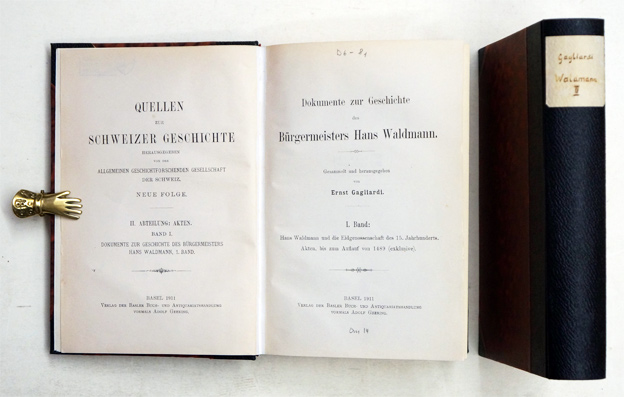 QUELLEN
ZUR
SCHWEIZER GESCHICHTE
HERAUSGEGEBEN
VON DER
ALLGEMEINEN GESCHICHTFORSCHENDEN GESELLSCHAFT
DER SCHWEIZ.
NEUE FOLGE.
II. ABTEILUNG: AKTEN.
BAND I.
DOKUMENTE ZUR GESCHICHTE DES BÜRGERMEISTERS
HANS WALDMANN, 1. BAND.
BASEL 1911
VERLAG DER BASLER BUCH- UND ANTIQUARIATSHANDLUNG
VORMALS ADOLF GEERING.
Dokumente zur Geschichte
des
Bürgermeisters Hans Waldmann.
Gesammelt und herausgegeben
von
Ernst Gagliardi.
I. Band:
Hans Waldmann und die Eidgenossenschaft des 15. Jahrhunderts.
Akten, bis zum Auflauf von 1489 (exklusive).
BASEL 1911
VERLAG DER BASLER BUCH- UND ANTIQUARIATSHANDLUNG
VORMALS ADOLF GEERING.
Gagliardi
Waldmann
II